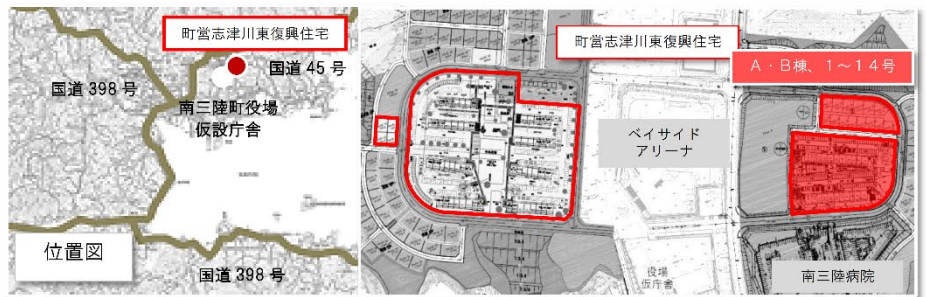 町営志津川東復興住宅
国道 45 号
国道 398 号
南三陸町役場
仮設庁舎
位置図
国道 398 号
町営志津川東復興住宅
A・B棟、1～14号
ベイサイド
アリーナ
役場
仮庁舎
南三陸病院